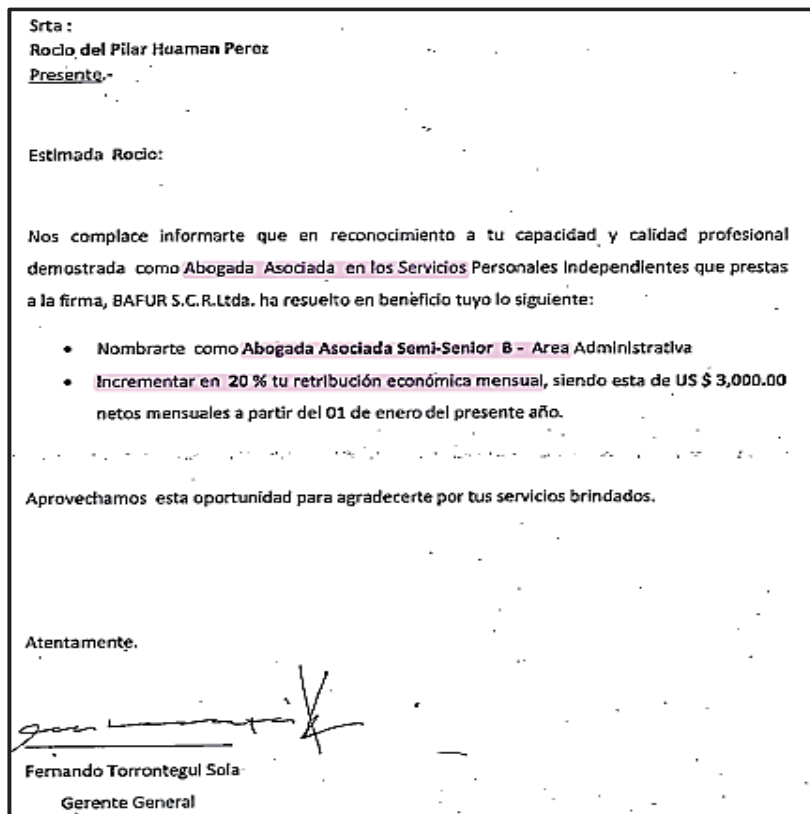 Srta :
Rocio del Pilar Huaman Perez
Presente.-
Estimada Rocio:
Nos complace informarte que en reconocimiento a tu capacidad y calidad profesional
demostrada como Abogada Asociada en los Servicios Personales Independientes que prestas
a la firma, BAFUR S.C.R.Ltda. ha resuelto en beneficio tuyo lo siguiente:
• Nombrarte como Abogada Asociada Semi-Senior B - Area Administrativa
• Incrementar en 20 % tu retribución económica mensual, siendo esta de US $ 3,000.00
netos mensuales a partir del 01 de enero del presente año.
Aprovechamos esta oportunidad para agradecerte por tus servicios brindados.
Atentamente.
Fernando Torrontegui Sola
Gerente General